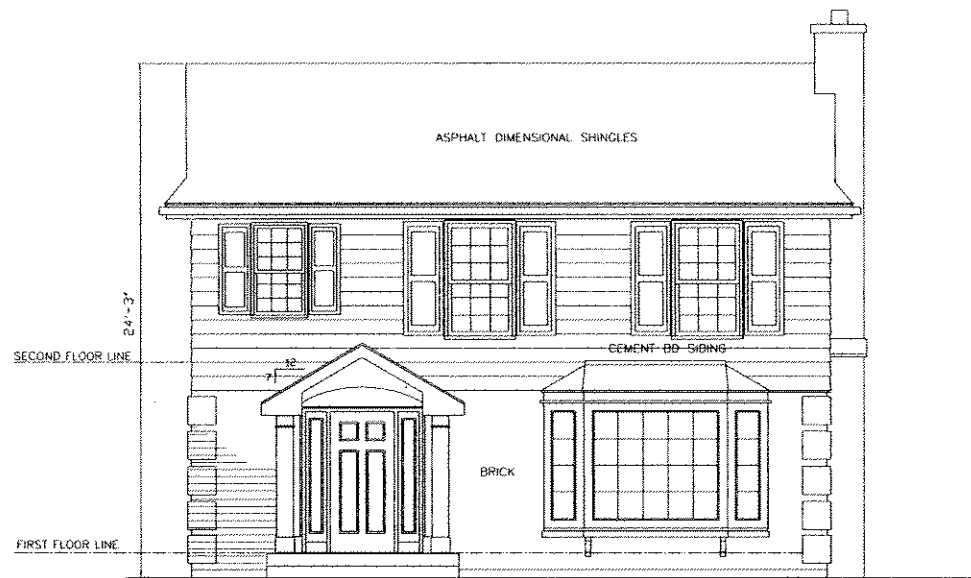 ASPHALT DIMENSIONAL SHINGLES
24'-3"
CEMENT BD SIDING
SECOND FLOOR LINE
12
7
BRICK
FIRST FLOOR LINE